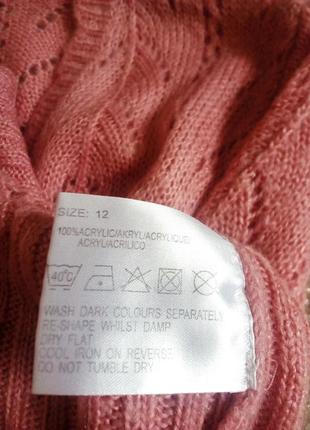 SIZE: 12
100%ACRYLIC/AKRYL/ACRYLIQUE/
ACRYL/ACRILICO
40°C
WASH DARK COLOURS SEPARATELY
RE-SHAPE WHILST DAMP
DRY FLAT
COOL IRON ON REVERSE
DO NOT TUMBLE DRY